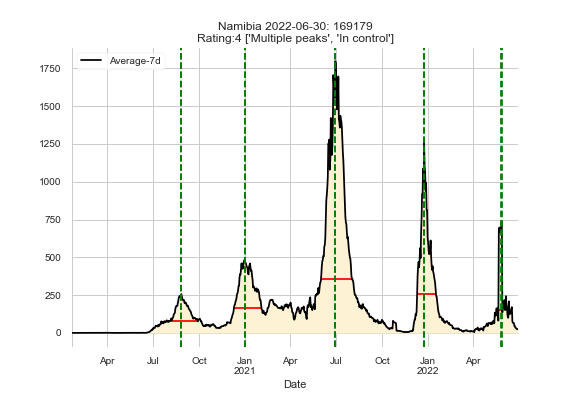 Namibia 2022-06-30: 169179
Rating:4 ['Multiple peaks', 'In control']
Average-7d
1750
1500
1250
1000
750
500
250
0
Apr Jul Oct Jan Apr Jul Oct Jan Apr
2021 2022
Date